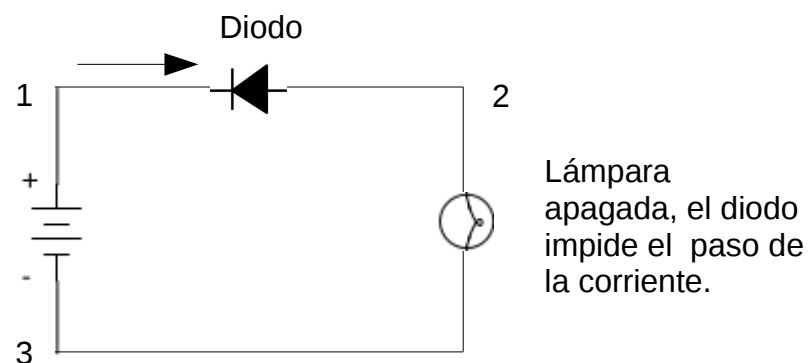 Diodo
1
2
+
Lámpara
apagada, el diodo
impide el paso de
la corriente.
-
3